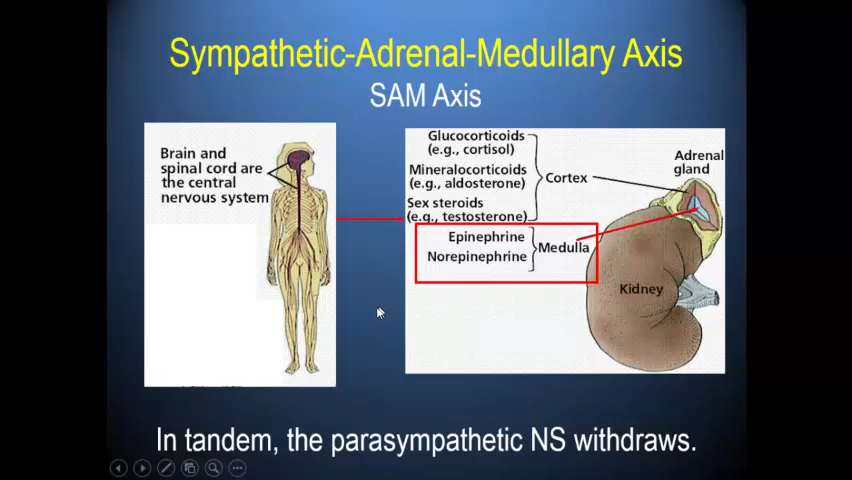 Sympathetic-Adrenal-Medullary Axis
SAM Axis
Brain and
spinal cord are
the central
nervous system
Glucocorticoids
(e.g., cortisol)
Mineralocorticoids
(e.g., aldosterone)
Sex steroids
(e.g., testosterone)
Cortex
Adrenal
gland
Epinephrine
Norepinephrine
Medulla
Kidney
In tandem, the parasympathetic NS withdraws.